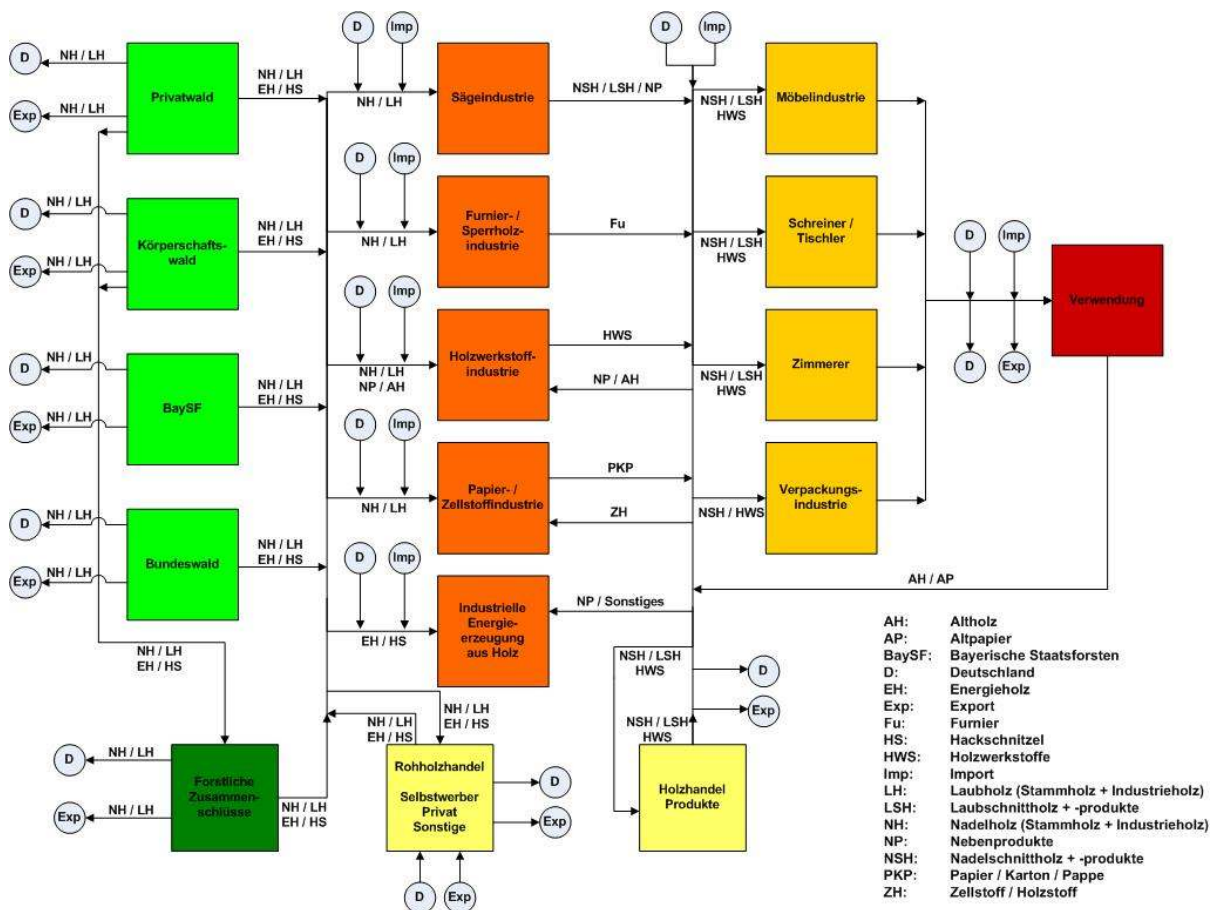 D
Imp
D
Imp
D
NH / LH
Exp
NH / LH
Privatwald
NH / LH
EH / HS
NH / LH
Sägeindustrie
NSH / LSH / NP
NSH / LSH
HWS
Möbelindustrie
D
NH / LH
Exp
NH / LH
Körperschafts-
wald
NH / LH
EH / HS
D
Imp
NH / LH
Furnier- /
Sperrholz-
industrie
Fu
NSH / LSH
HWS
Schreiner /
Tischler
D
Imp
D
Exp
Verwendung
D
NH / LH
Exp
NH / LH
BaySF
NH / LH
EH / HS
D
Imp
NH / LH
NP / AH
Holzwerkstoff-
industrie
HWS
NP / AH
NSH / LSH
HWS
Zimmerer
D
Imp
NH / LH
Papier- /
Zellstoffindustrie
PKP
ZH
NSH / HWS
Verpackungs-
industrie
D
NH / LH
Exp
NH / LH
Bundeswald
NH / LH
EH / HS
D
Imp
EH / HS
Industrielle
Energie-
erzeugung
aus Holz
NP / Sonstiges
AH / AP
NH / LH
EH / HS
D
NH / LH
Exp
NH / LH
Forstliche
Zusammen-
schlüsse
NH / LH
EH / HS
NH / LH
EH / HS
NH / LH
EH / HS
Rohholzhandel
Selbstwerber
Privat
Sonstige
D
Exp
D
Exp
NSH / LSH
HWS
NSH / LSH
HWS
D
Exp
Holzhandel
Produkte
AH: Altholz
AP: Altpapier
BaySF: Bayerische Staatsforsten
D: Deutschland
EH: Energieholz
Exp: Export
Fu: Furnier
HS: Hackschnitzel
HWS: Holzwerkstoffe
Imp: Import
LH: Laubholz (Stammholz + Industrieholz)
LSH: Laubschnittholz + -produkte
NH: Nadelholz (Stammholz + Industrieholz)
NP: Nebenprodukte
NSH: Nadelschnittholz + -produkte
PKP: Papier / Karton / Pappe
ZH: Zellstoff / Holzstoff